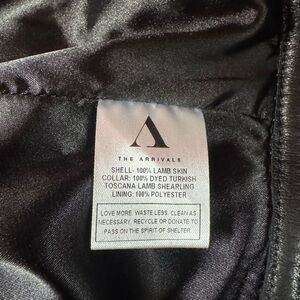 THE ARRIVALS
SHELL- 100% LAMB SKIN
COLLAR: 100% DYED TURKISH
TOSCANA LAMB SHEARLING
LINING: 100% POLYESTER
LOVE MORE. WASTE LESS. CLEAN AS
NECESSARY, RECYCLE OR DONATE TO
PASS ON THE SPIRIT OF SHELTER